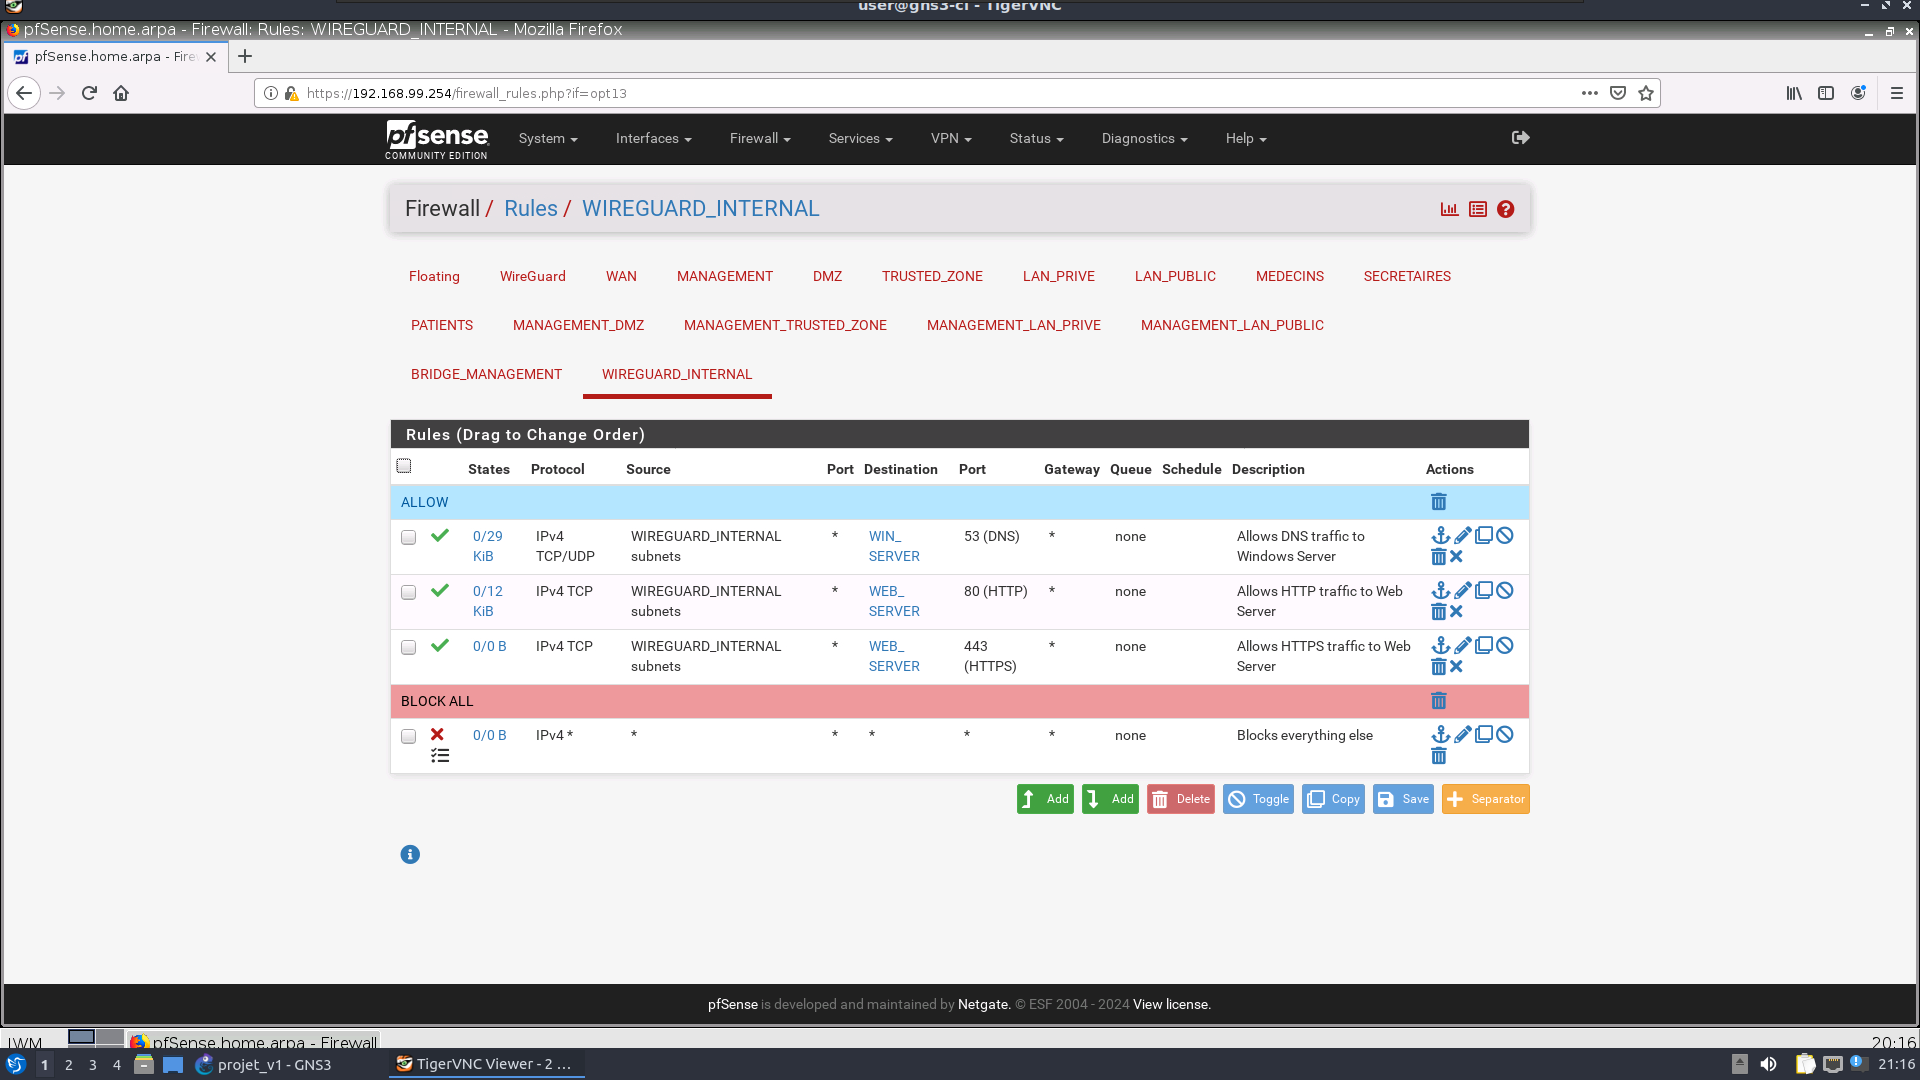 user@gns3-ci - TigerVNC
pfSense.home.arpa - Firewall: Rules: WIREGUARD_INTERNAL - Mozilla Firefox
pfSense.home.arpa - Fire
https://192.168.99.254/firewall_rules.php?if=opt13
pfsense
COMMUNITY EDITION
System Interfaces Firewall Services VPN Status Diagnostics Help
Firewall / Rules / WIREGUARD_INTERNAL
Floating WireGuard WAN MANAGEMENT DMZ TRUSTED_ZONE LAN_PRIVE LAN_PUBLIC MEDECINS SECRETAIRES
PATIENTS MANAGEMENT_DMZ MANAGEMENT_TRUSTED_ZONE MANAGEMENT_LAN_PRIVE MANAGEMENT_LAN_PUBLIC
BRIDGE_MANAGEMENT WIREGUARD_INTERNAL
Rules (Drag to Change Order)
States Protocol Source Port Destination Port Gateway Queue Schedule Description Actions
ALLOW
0/29 IPv4 WIREGUARD_INTERNAL * WIN_ 53 (DNS) * none Allows DNS traffic to
KiB TCP/UDP subnets SERVER Windows Server
0/12 IPv4 TCP WIREGUARD_INTERNAL * WEB_ 80 (HTTP) * none Allows HTTP traffic to Web
KiB subnets SERVER Server
0/0 B IPv4 TCP WIREGUARD_INTERNAL * WEB_ 443 * none Allows HTTPS traffic to Web
subnets SERVER (HTTPS) Server
BLOCK ALL
0/0 B IPv4 * * * * * * none Blocks everything else
Add Add Delete Toggle Copy Save Separator
pfSense is developed and maintained by Netgate. © ESF 2004 - 2024 View license.
pfSense.home.arpa - Firewall 20:16
1 2 3 4 projet_v1 - GNS3 TigerVNC Viewer - 2 ... 21:16